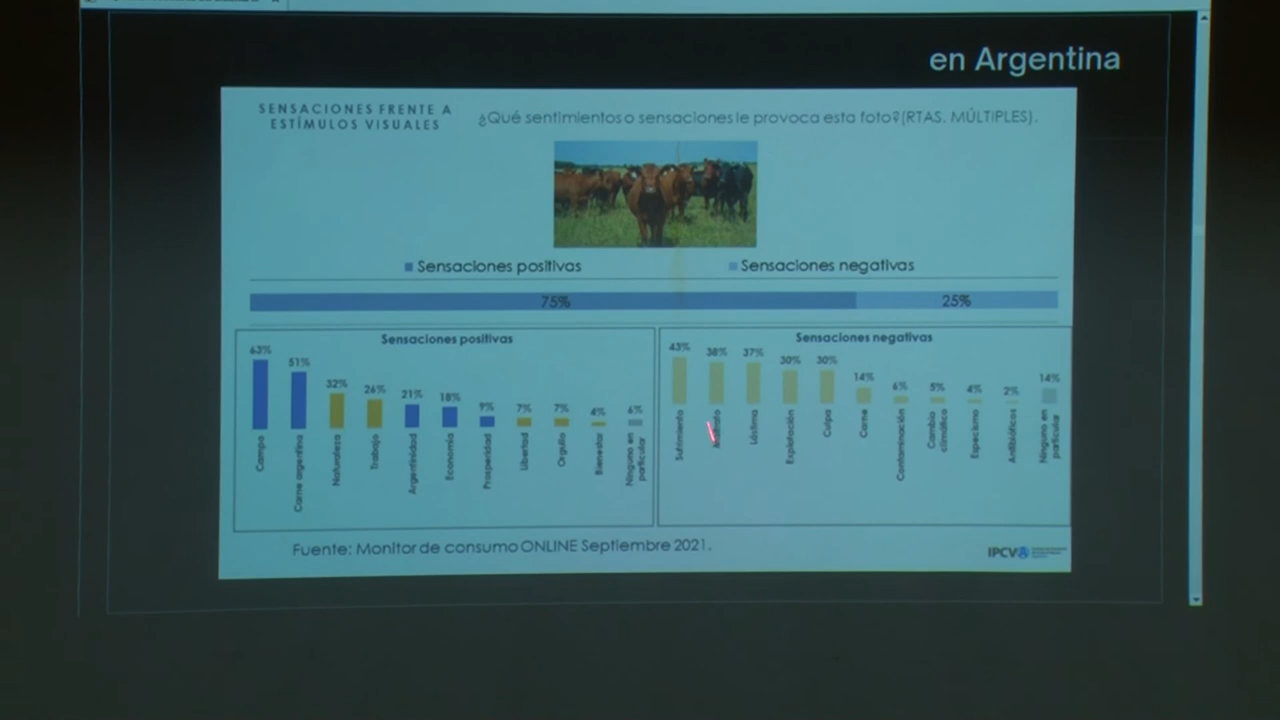 en Argentina
SENSACIONES FRENTE A
ESTÍMULOS VISUALES
¿Qué sentimientos o sensaciones le provoca esta foto?(RTAS. MÚLTIPLES).
Sensaciones positivas
Sensaciones negativas
75%
25%
Sensaciones positivas
63%
51%
32%
26%
21%
18%
9%
7%
7%
4%
6%
Campo
Carne argentina
Naturaleza
Trabajo
Argentinidad
Economía
Prosperidad
Libertad
Orgullo
Bienestar
Ninguno en
particular
Sensaciones negativas
43%
38%
37%
30%
30%
14%
6%
5%
4%
2%
14%
Sufrimiento
Lástima
Explotación
Culpa
Carne
Contaminación
Cambio
climático
Especismo
Antibióticos
Ninguno en
particular
Fuente: Monitor de consumo ONLINE Septiembre 2021.
IPCVA